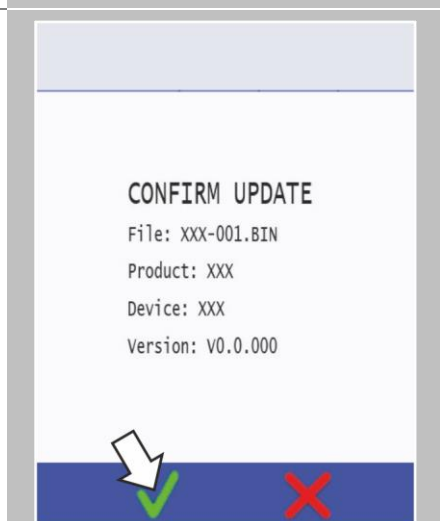 CONFIRM UPDATE
File: XXX-001.BIN
Product: XXX
Device: XXX
Version: V0.0.000